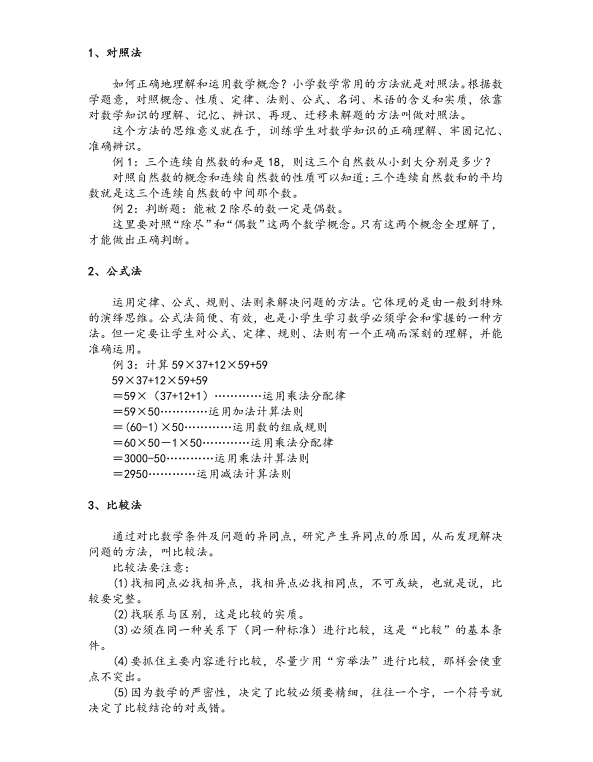 1、对照法
如何正确地理解和运用数学概念？小学数学常用的方法就是对照法。根据数
学题意，对照概念、性质、定律、法则、公式、名词、术语的含义和实质，依靠
对数学知识的理解、记忆、辨识、再现、迁移来解题的方法叫做对照法。
这个方法的思维意义就在于，训练学生对数学知识的正确理解、牢固记忆、
准确辨识。
例1：三个连续自然数的和是18，则这三个自然数从小到大分别是多少？
对照自然数的概念和连续自然数的性质可以知道：三个连续自然数和的平均
数就是这三个连续自然数的中间那个数。
例2：判断题：能被2除尽的数一定是偶数。
这里要对照“除尽”和“偶数”这两个数学概念。只有这两个概念全理解了，
才能做出正确判断。
2、公式法
运用定律、公式、规则、法则来解决问题的方法。它体现的是由一般到特殊
的演绎思维。公式法简便、有效，也是小学生学习数学必须学会和掌握的一种方
法。但一定要让学生对公式、定律、规则、法则有一个正确而深刻的理解，并能
准确运用。
例3：计算59×37+12×59+59
59×37+12×59+59
＝59×（37+12+1）…………运用乘法分配律
＝59×50…………运用加法计算法则
＝(60-1)×50…………运用数的组成规则
＝60×50－1×50…………运用乘法分配律
＝3000-50…………运用乘法计算法则
＝2950…………运用减法计算法则
3、比较法
通过对比数学条件及问题的异同点，研究产生异同点的原因，从而发现解决
问题的方法，叫比较法。
比较法要注意：
(1)找相同点必找相异点，找相异点必找相同点，不可或缺，也就是说，比
较要完整。
(2)找联系与区别，这是比较的实质。
(3)必须在同一种关系下（同一种标准）进行比较，这是“比较”的基本条
件。
(4)要抓住主要内容进行比较，尽量少用“穷举法”进行比较，那样会使重
点不突出。
(5)因为数学的严密性，决定了比较必须要精细，往往一个字，一个符号就
决定了比较结论的对或错。